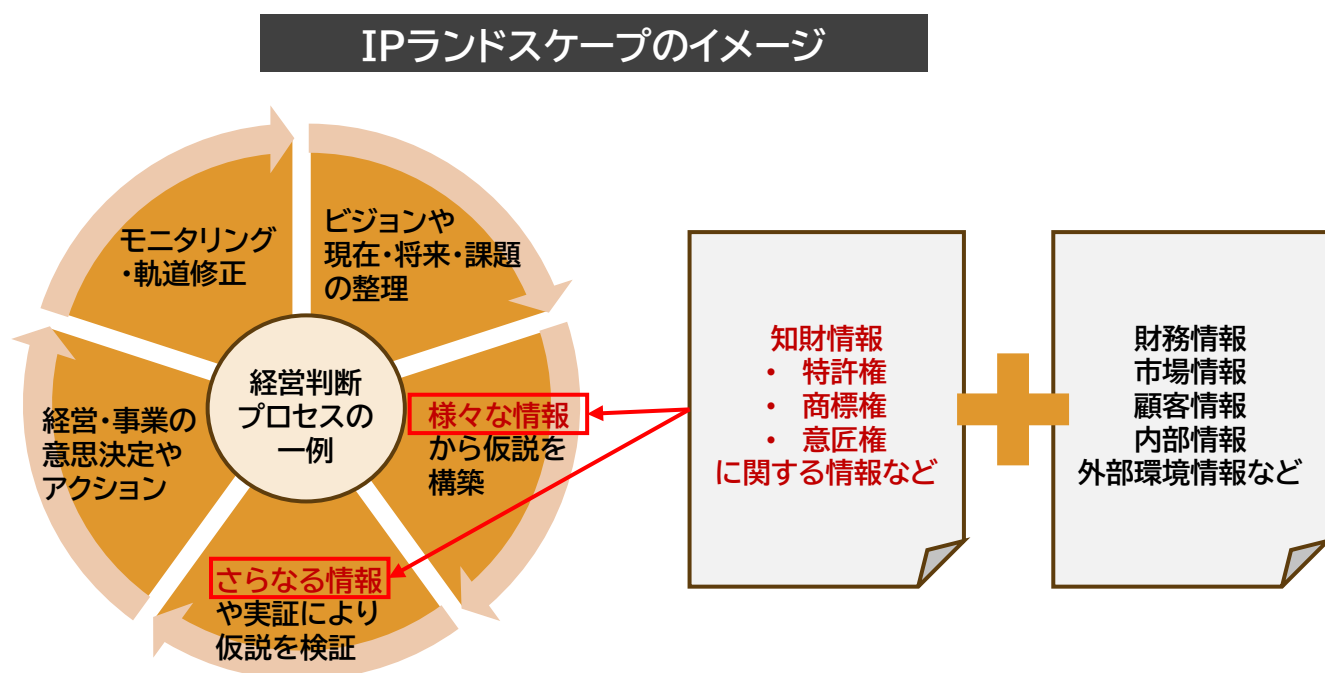 IPランドスケープのイメージ
モニタリング
・軌道修正
ビジョンや
現在・将来・課題
の整理
経営判断
プロセスの
一例
経営・事業の
意思決定や
アクション
様々な情報
から仮説を
構築
さらなる情報
や実証により
仮説を検証
知財情報
・ 特許権
・ 商標権
・ 意匠権
に関する情報など
財務情報
市場情報
顧客情報
内部情報
外部環境情報など